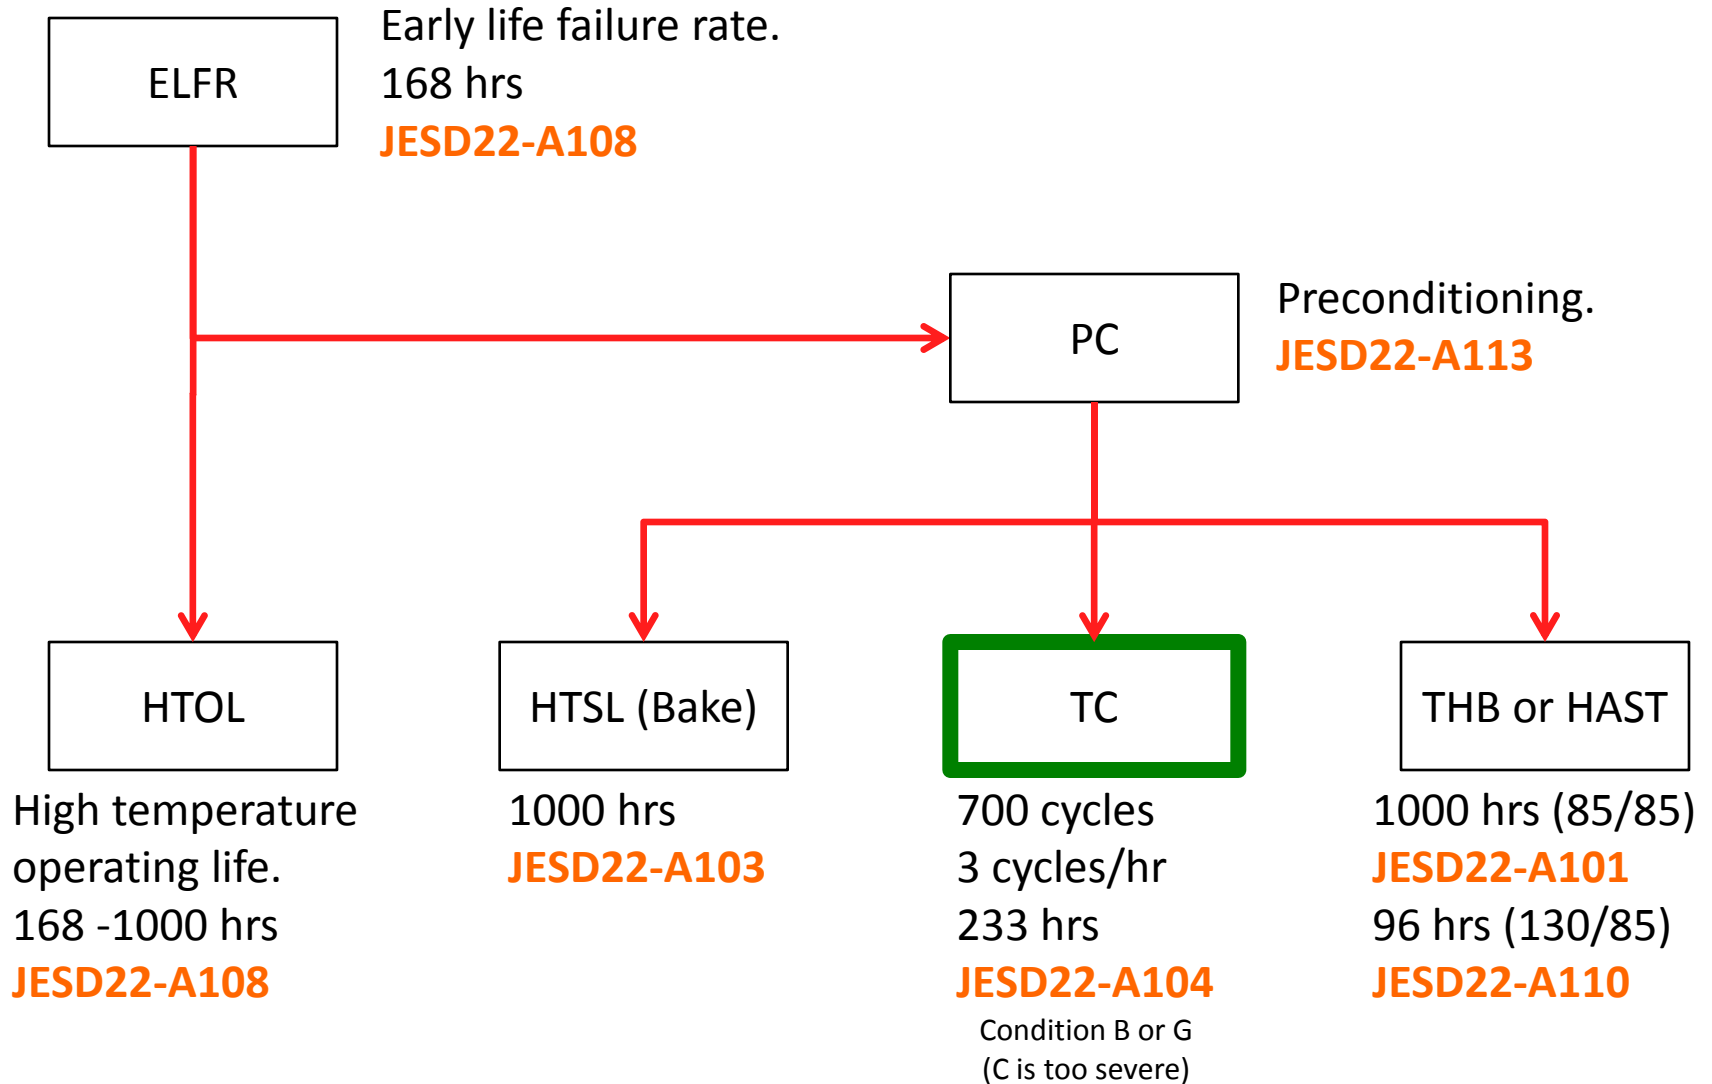 ELFR
Early life failure rate.
168 hrs
JESD22-A108
PC
Preconditioning.
JESD22-A113
HTOL
High temperature
operating life.
168 -1000 hrs
JESD22-A108
HTSL (Bake)
1000 hrs
JESD22-A103
TC
700 cycles
3 cycles/hr
233 hrs
JESD22-A104
Condition B or G
(C is too severe)
THB or HAST
1000 hrs (85/85)
JESD22-A101
96 hrs (130/85)
JESD22-A110